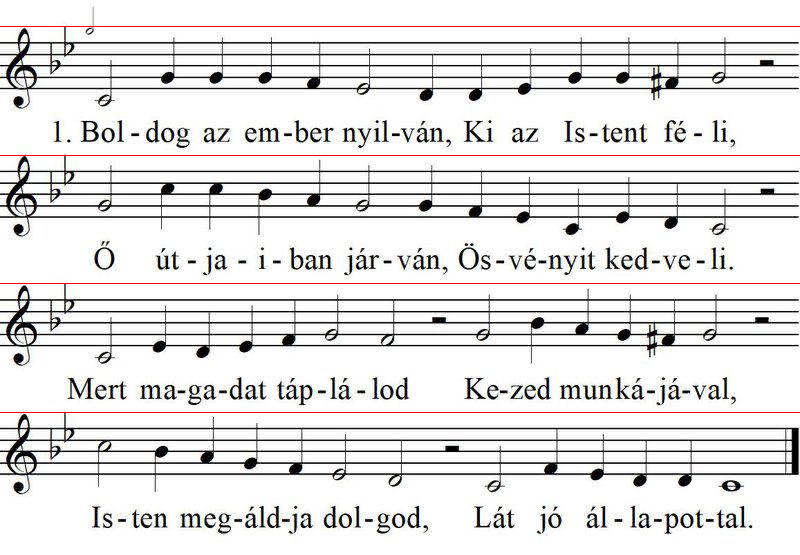 1. Bol-dog az em-ber nyil-ván, Ki az Is-tent fé-li,
Ő út-ja-i-ban jár-ván, Ös-vé-nyit ked-ve-li.
Mert ma-ga-dat táp-lá-lod Ke-zed mun-ká-já-val,
Is-ten meg-áld-ja dol-god, Lát jó ál-la-pot-tal.